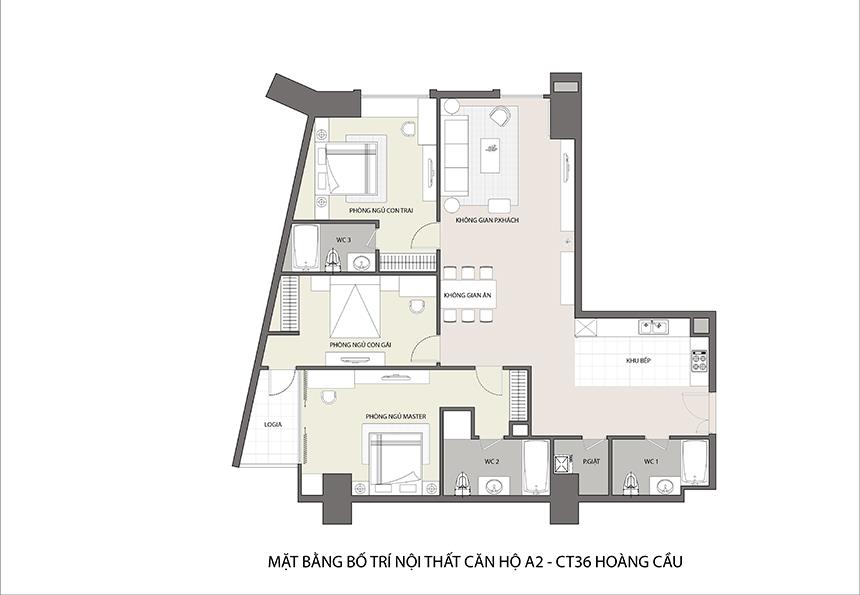 PHÒNG NGỦ CON TRAI
KHÔNG GIAN P.KHÁCH
WC 3
KHÔNG GIAN ĂN
PHÒNG NGỦ CON GÁI
KHU BẾP
PHÒNG NGỦ MASTER
LOGIA
WC 2
P.GIẶT
WC 1
MẶT BẰNG BỐ TRÍ NỘI THẤT CĂN HỘ A2 - CT36 HOÀNG CẦU